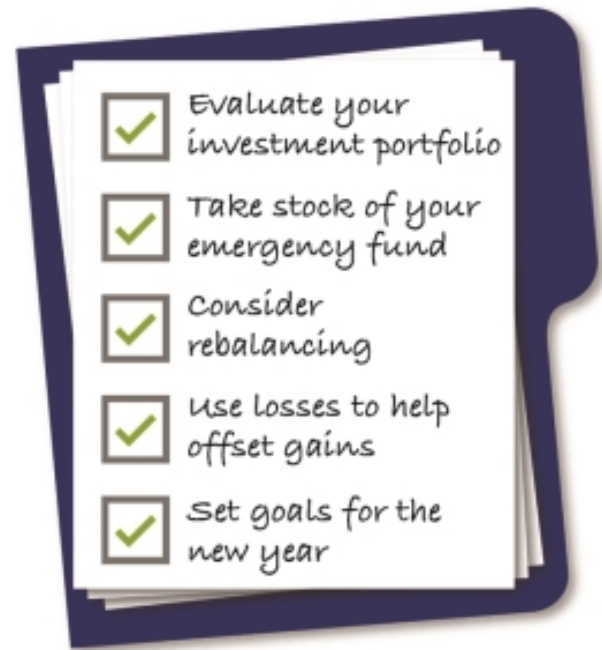 Evaluate your
investment portfolio
Take stock of your
emergency fund
Consider
rebalancing
Use losses to help
offset gains
Set goals for the
new year